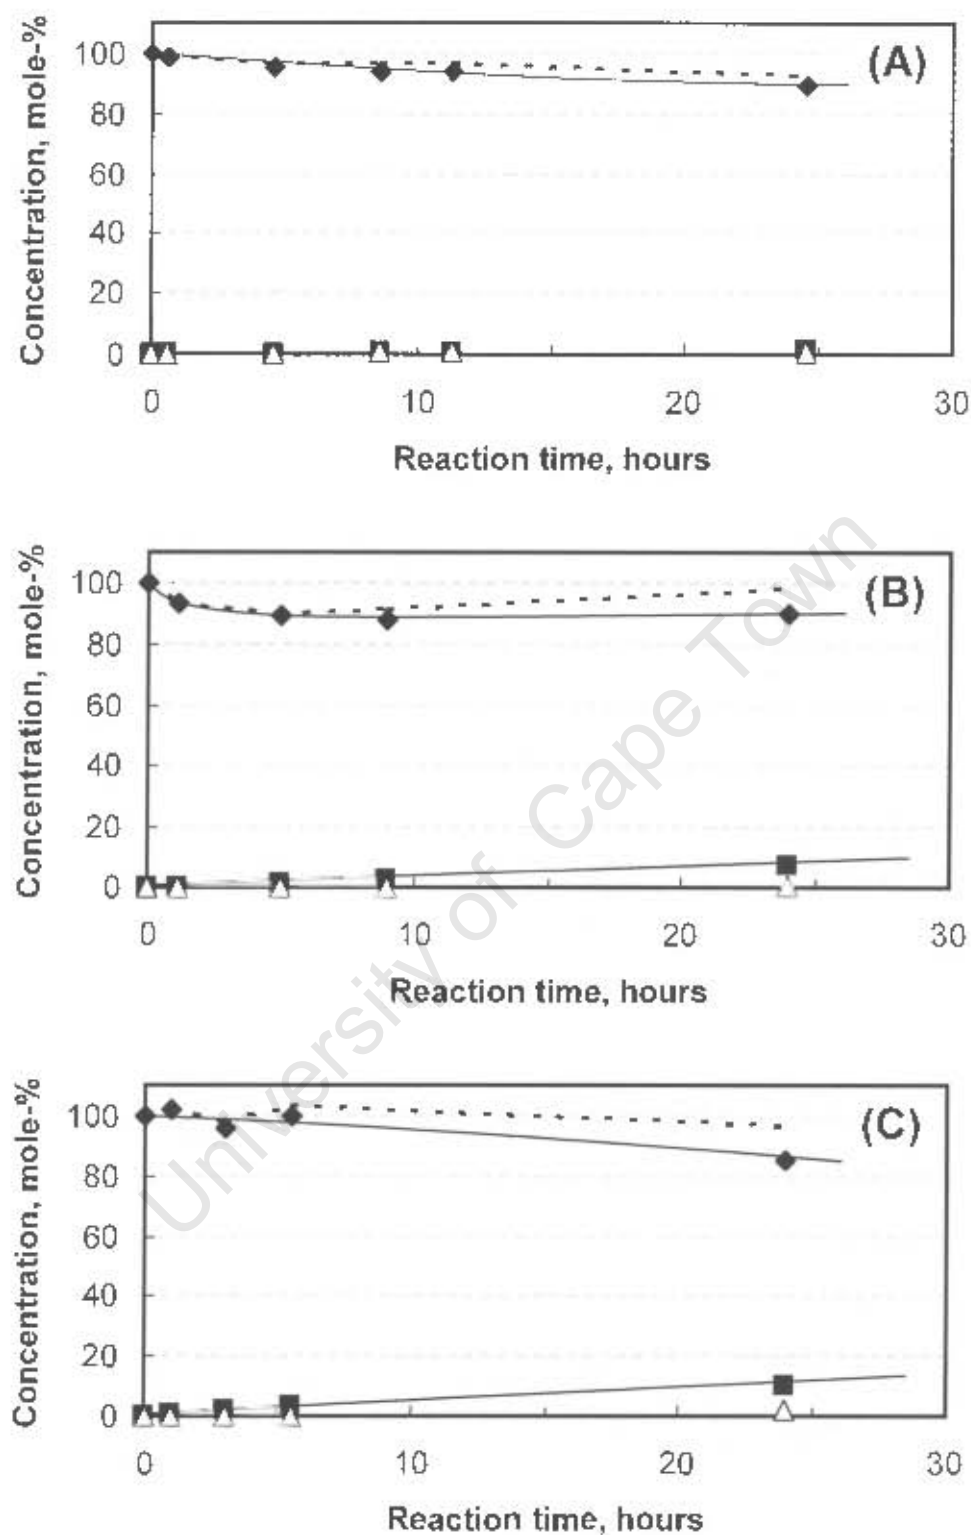 (A)
Concentration, mole-%
100
80
60
40
20
0
0 10 20 30
Reaction time, hours
(B)
Concentration, mole-%
100
80
60
40
20
0
0 10 20 30
Reaction time, hours
(C)
Concentration, mole-%
100
80
60
40
20
0
0 10 20 30
Reaction time, hours
University of Cape Town